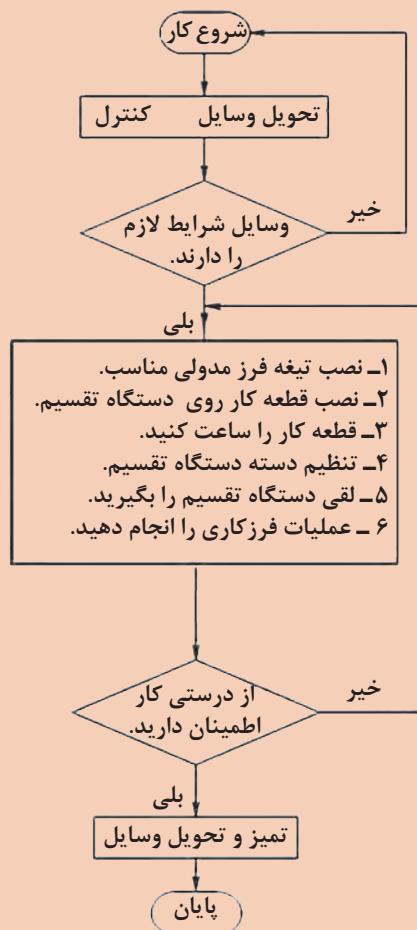 شروع کار
تحویل وسایل کنترل
وسایل شرایط لازم
را دارند.
خیر
بلی
۱ـ نصب تیغه فرز مدولی مناسب.
۲ـ نصب قطعه کار روی دستگاه تقسیم.
۳ـ قطعه کار را ساعت کنید.
۴ـ تنظیم دسته دستگاه تقسیم.
۵ـ لقی دستگاه تقسیم را بگیرید.
۶ ـ عملیات فرزکاری را انجام دهید.
از درستی کار
اطمینان دارید.
خیر
بلی
تمیز و تحویل وسایل
پایان